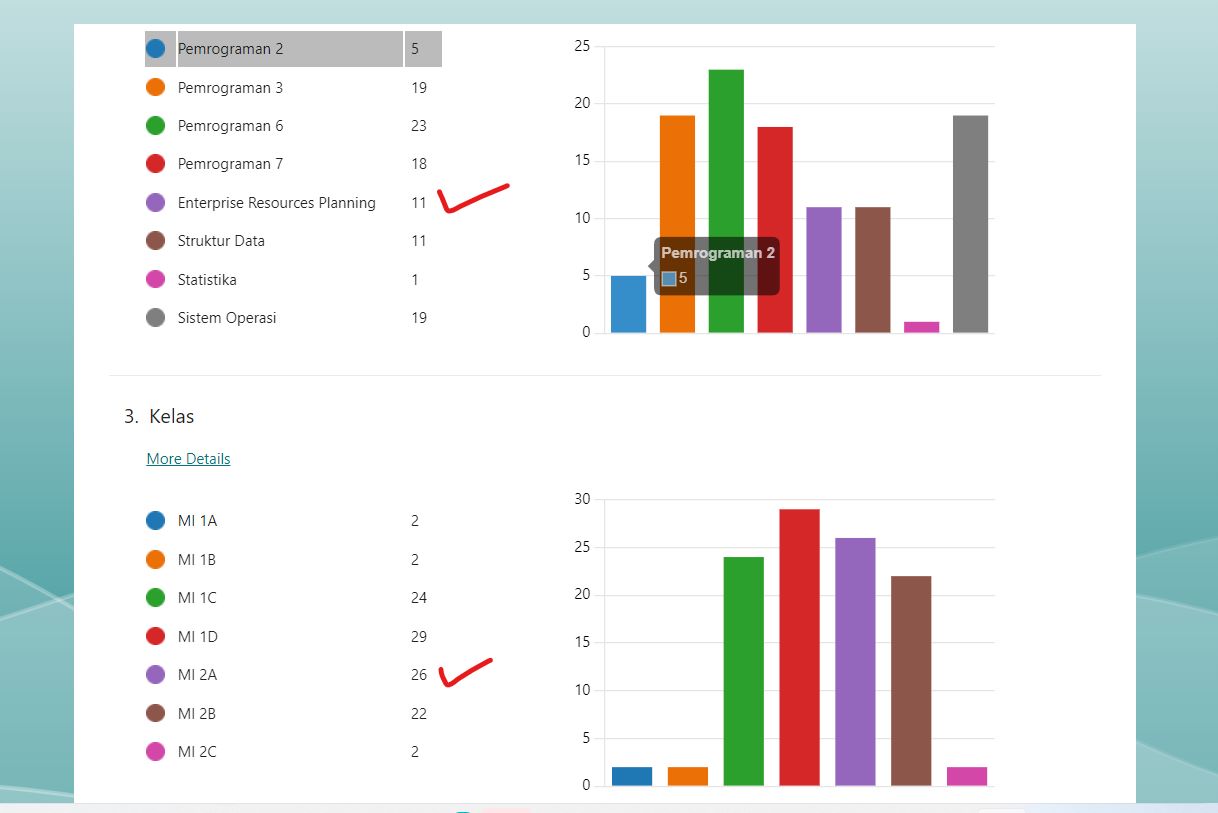 Pemrograman 2 5
Pemrograman 3 19
Pemrograman 6 23
Pemrograman 7 18
Enterprise Resources Planning 11
Struktur Data 11
Statistika 1
Sistem Operasi 19
25
20
15
10
5
0
Pemrograman 2
5
3. Kelas
More Details
MI 1A 2
MI 1B 2
MI 1C 24
MI 1D 29
MI 2A 26
MI 2B 22
MI 2C 2
30
25
20
15
10
5
0